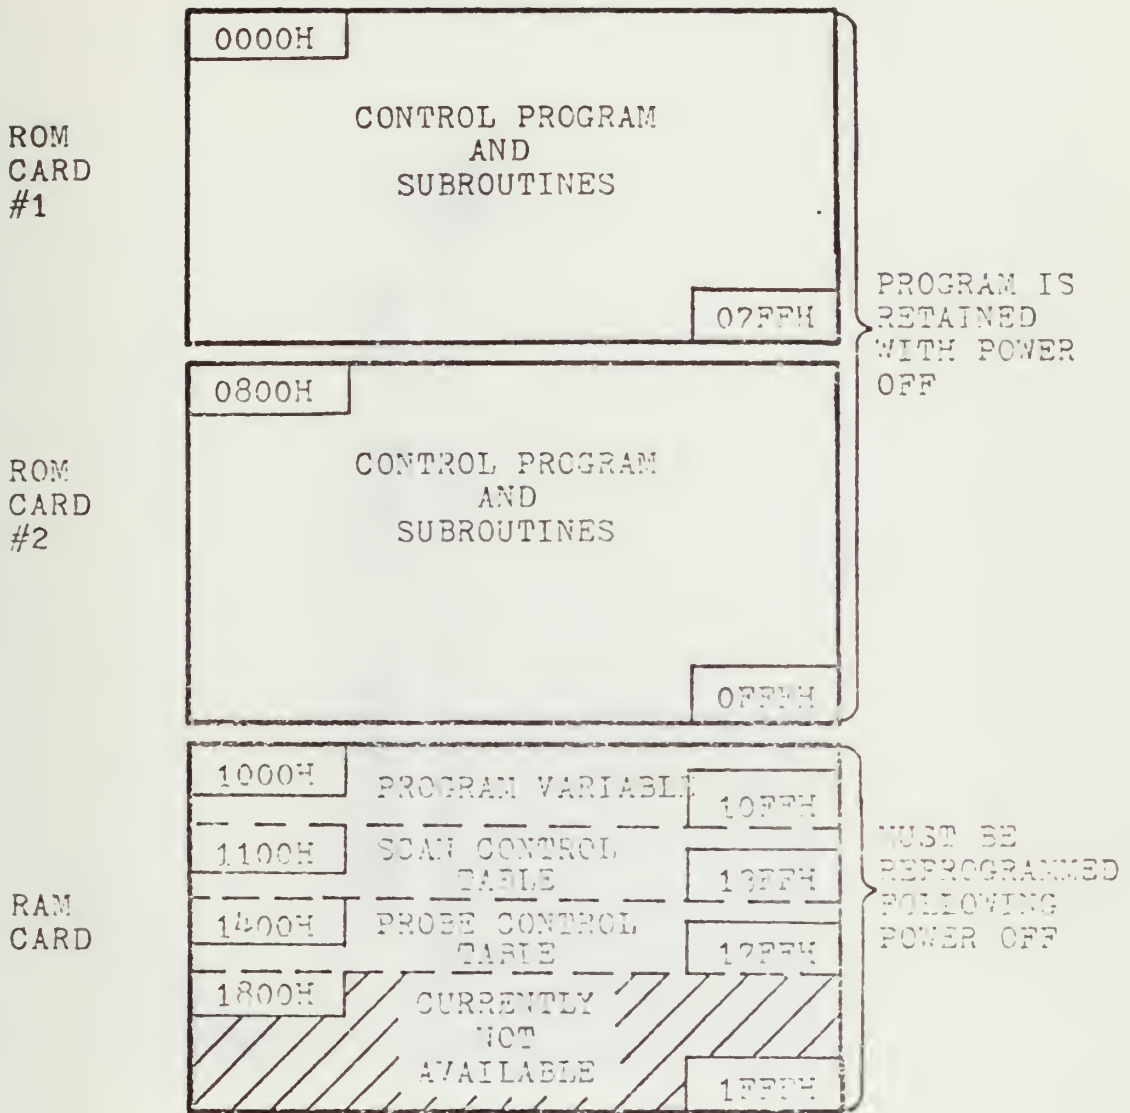 0000H
ROM
CARD
#1
CONTROL PROGRAM
AND
SUBROUTINES
07FFH
PROGRAM IS
RETAINED
WITH POWER
OFF
0800H
ROM
CARD
#2
CONTROL PROGRAM
AND
SUBROUTINES
0FFFH
RAM
CARD
1000H
PROGRAM VARIABLE
10FFH
1100H
SCAN CONTROL
TABLE
13FFH
1400H
PROBE CONTROL
TABLE
17FFH
1800H
CURRENTLY
NOT
AVAILABLE
1FFFH
MUST BE
REPROGRAMMED
FOLLOWING
POWER OFF